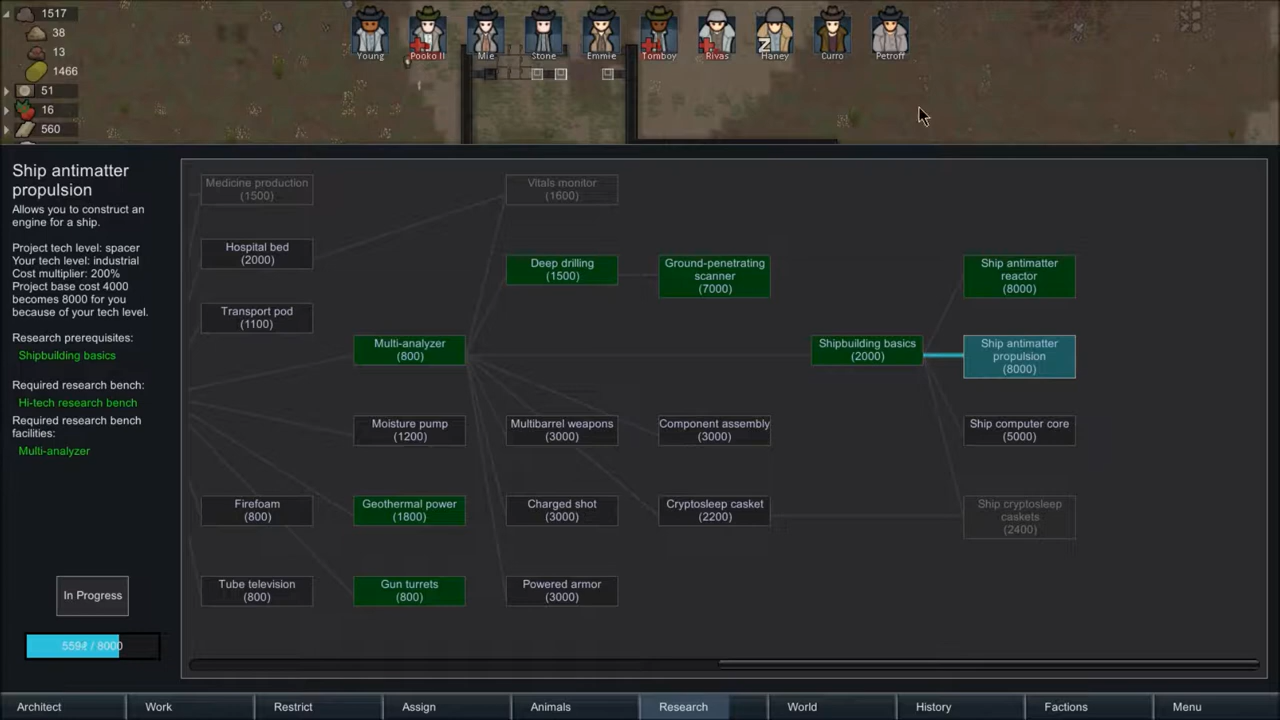 1517
38
13
1466
51
16
560
Young
Pooko II
Mie
Stone
Emmie
Tomboy
Rivas
Haney
Curro
Petroff
Z
Ship antimatter
propulsion
Allows you to construct an
engine for a ship.
Project tech level: spacer
Your tech level: industrial
Cost multiplier: 200%
Project base cost 4000
becomes 8000 for you
because of your tech level.
Research prerequisites:
Shipbuilding basics
Required research bench:
Hi-tech research bench
Required research bench
facilities:
Multi-analyzer
In Progress
5594 / 8000
Medicine production
(1500)
Vitals monitor
(1600)
Hospital bed
(2000)
Deep drilling
(1500)
Ground-penetrating
scanner
(7000)
Ship antimatter
reactor
(8000)
Transport pod
(1100)
Multi-analyzer
(800)
Shipbuilding basics
(2000)
Ship antimatter
propulsion
(8000)
Moisture pump
(1200)
Multibarrel weapons
(3000)
Component assembly
(3000)
Ship computer core
(5000)
Firefoam
(800)
Geothermal power
(1800)
Charged shot
(3000)
Cryptosleep casket
(2200)
Ship cryptosleep
caskets
(2400)
Tube television
(800)
Gun turrets
(800)
Powered armor
(3000)
Architect
Work
Restrict
Assign
Animals
Research
World
History
Factions
Menu